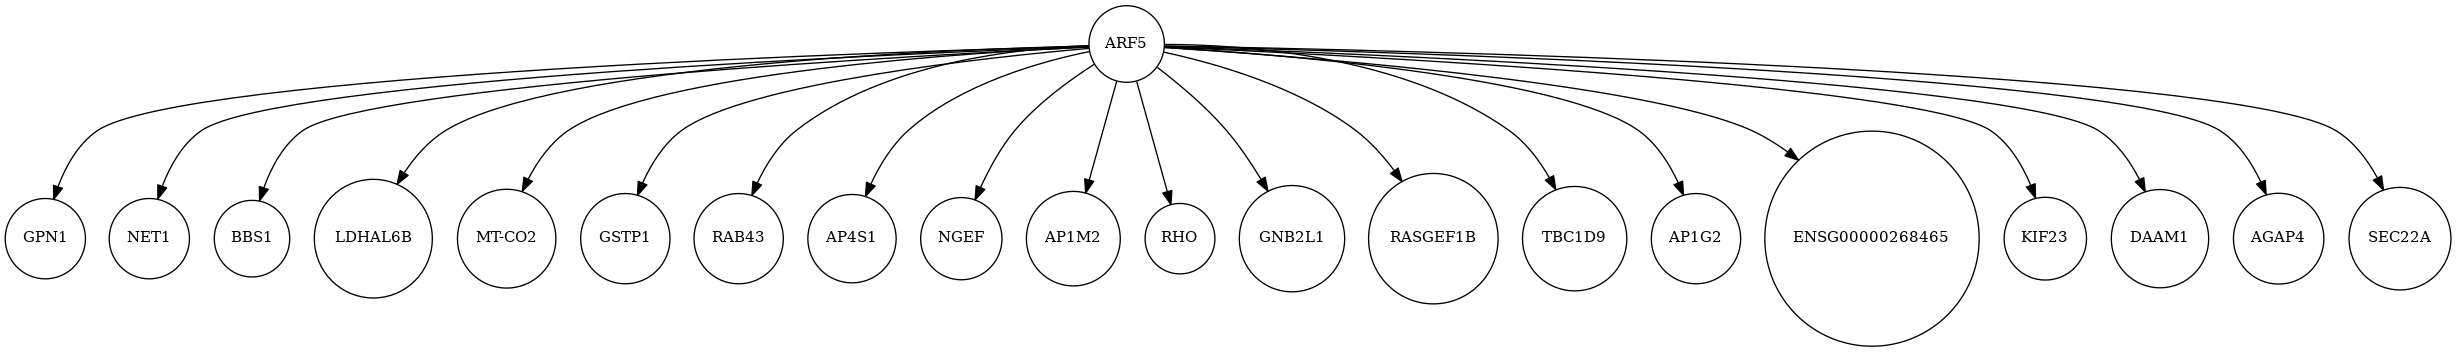 ARF5
GPN1
NET1
BBS1
LDHAL6B
MT-CO2
GSTP1
RAB43
AP4S1
NGEF
AP1M2
RHO
GNB2L1
RASGEF1B
TBC1D9
AP1G2
ENSG00000268465
KIF23
DAAM1
AGAP4
SEC22A